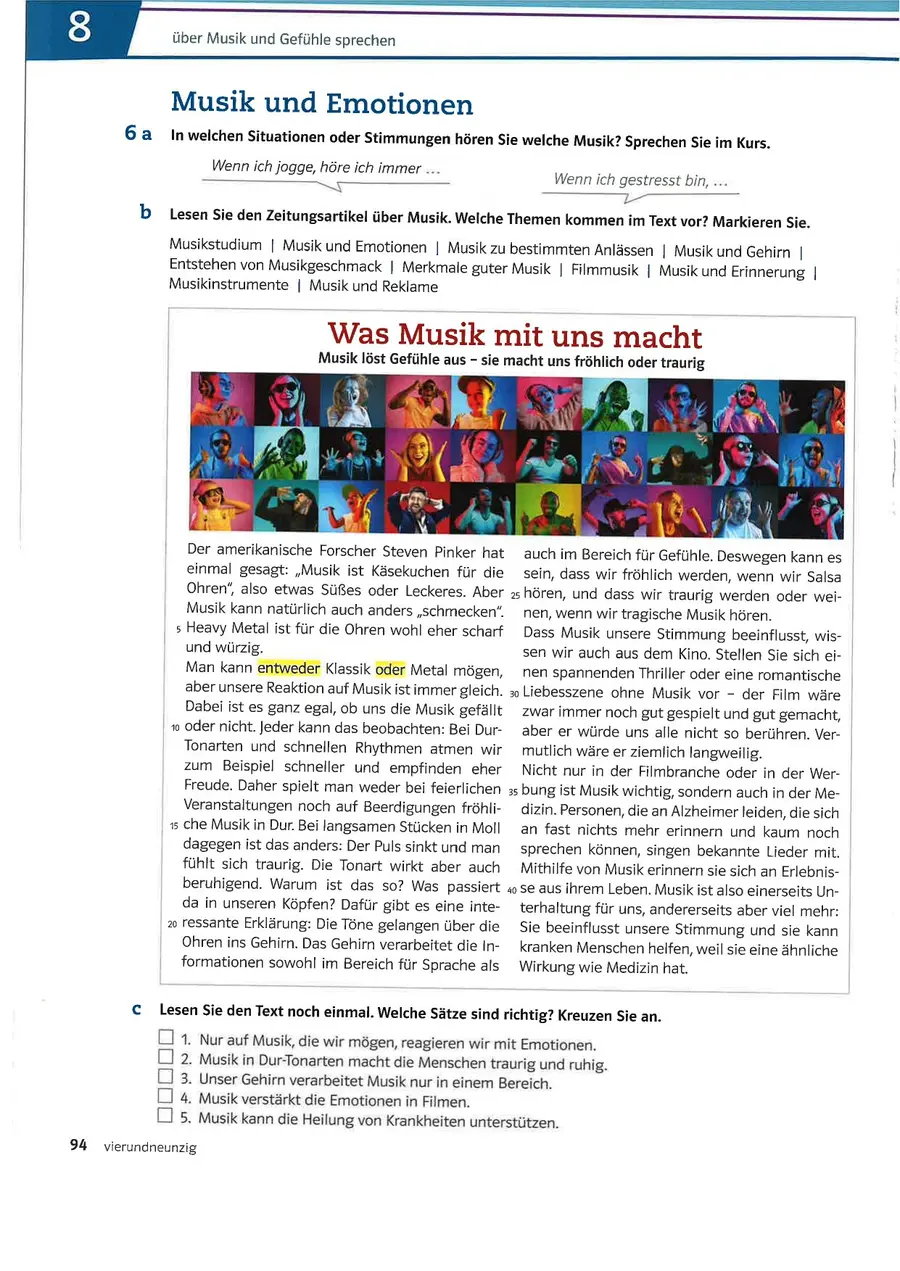 8
über Musik und Gefühle sprechen
Musik und Emotionen
6 a In welchen Situationen oder Stimmungen hören Sie welche Musik? Sprechen Sie im Kurs.
Wenn ich jogge, höre ich immer ...
Wenn ich gestresst bin, ...
b Lesen Sie den Zeitungsartikel über Musik. Welche Themen kommen im Text vor? Markieren Sie.
Musikstudium | Musik und Emotionen | Musik zu bestimmten Anlässen | Musik und Gehirn |
Entstehen von Musikgeschmack | Merkmale guter Musik | Filmmusik | Musik und Erinnerung |
Musikinstrumente | Musik und Reklame
Was Musik mit uns macht
Musik löst Gefühle aus – sie macht uns fröhlich oder traurig
Der amerikanische Forscher Steven Pinker hat
einmal gesagt: „Musik ist Käsekuchen für die
Ohren“, also etwas Süßes oder Leckeres. Aber
Musik kann natürlich auch anders „schmecken“.
5 Heavy Metal ist für die Ohren wohl eher scharf
und würzig.
Man kann entweder Klassik oder Metal mögen,
aber unsere Reaktion auf Musik ist immer gleich.
Dabei ist es ganz egal, ob uns die Musik gefällt
10 oder nicht. Jeder kann das beobachten: Bei Dur-
Tonarten und schnellen Rhythmen atmen wir
zum Beispiel schneller und empfinden eher
Freude. Daher spielt man weder bei feierlichen
Veranstaltungen noch auf Beerdigungen fröhli-
15 che Musik in Dur. Bei langsamen Stücken in Moll
dagegen ist das anders: Der Puls sinkt und man
fühlt sich traurig. Die Tonart wirkt aber auch
beruhigend. Warum ist das so? Was passiert
da in unseren Köpfen? Dafür gibt es eine inte-
20 ressante Erklärung: Die Töne gelangen über die
Ohren ins Gehirn. Das Gehirn verarbeitet die In-
formationen sowohl im Bereich für Sprache als
auch im Bereich für Gefühle. Deswegen kann es
sein, dass wir fröhlich werden, wenn wir Salsa
25 hören, und dass wir traurig werden oder wei-
nen, wenn wir tragische Musik hören.
Dass Musik unsere Stimmung beeinflusst, wis-
sen wir auch aus dem Kino. Stellen Sie sich ei-
nen spannenden Thriller oder eine romantische
30 Liebesszene ohne Musik vor – der Film wäre
zwar immer noch gut gespielt und gut gemacht,
aber er würde uns alle nicht so berühren. Ver-
mutlich wäre er ziemlich langweilig.
Nicht nur in der Filmbranche oder in der Wer-
35 bung ist Musik wichtig, sondern auch in der Me-
dizin. Personen, die an Alzheimer leiden, die sich
an fast nichts mehr erinnern und kaum noch
sprechen können, singen bekannte Lieder mit.
Mithilfe von Musik erinnern sie sich an Erlebnis-
40 se aus ihrem Leben. Musik ist also einerseits Un-
terhaltung für uns, andererseits aber viel mehr:
Sie beeinflusst unsere Stimmung und sie kann
kranken Menschen helfen, weil sie eine ähnliche
Wirkung wie Medizin hat.
c Lesen Sie den Text noch einmal. Welche Sätze sind richtig? Kreuzen Sie an.
☐ 1. Nur auf Musik, die wir mögen, reagieren wir mit Emotionen.
☐ 2. Musik in Dur-Tonarten macht die Menschen traurig und ruhig.
☐ 3. Unser Gehirn verarbeitet Musik nur in einem Bereich.
☐ 4. Musik verstärkt die Emotionen in Filmen.
☐ 5. Musik kann die Heilung von Krankheiten unterstützen.
94 vierundneunzig